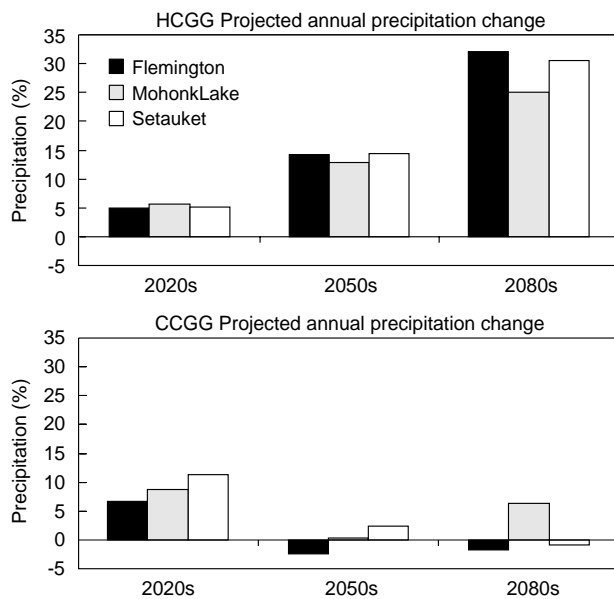 HCGG Projected annual precipitation change
Precipitation (%)
35
30
25
20
15
10
5
0
-5
Flemington
MohonkLake
Setauket
2020s 2050s 2080s
CCGG Projected annual precipitation change
Precipitation (%)
35
30
25
20
15
10
5
0
-5
2020s 2050s 2080s